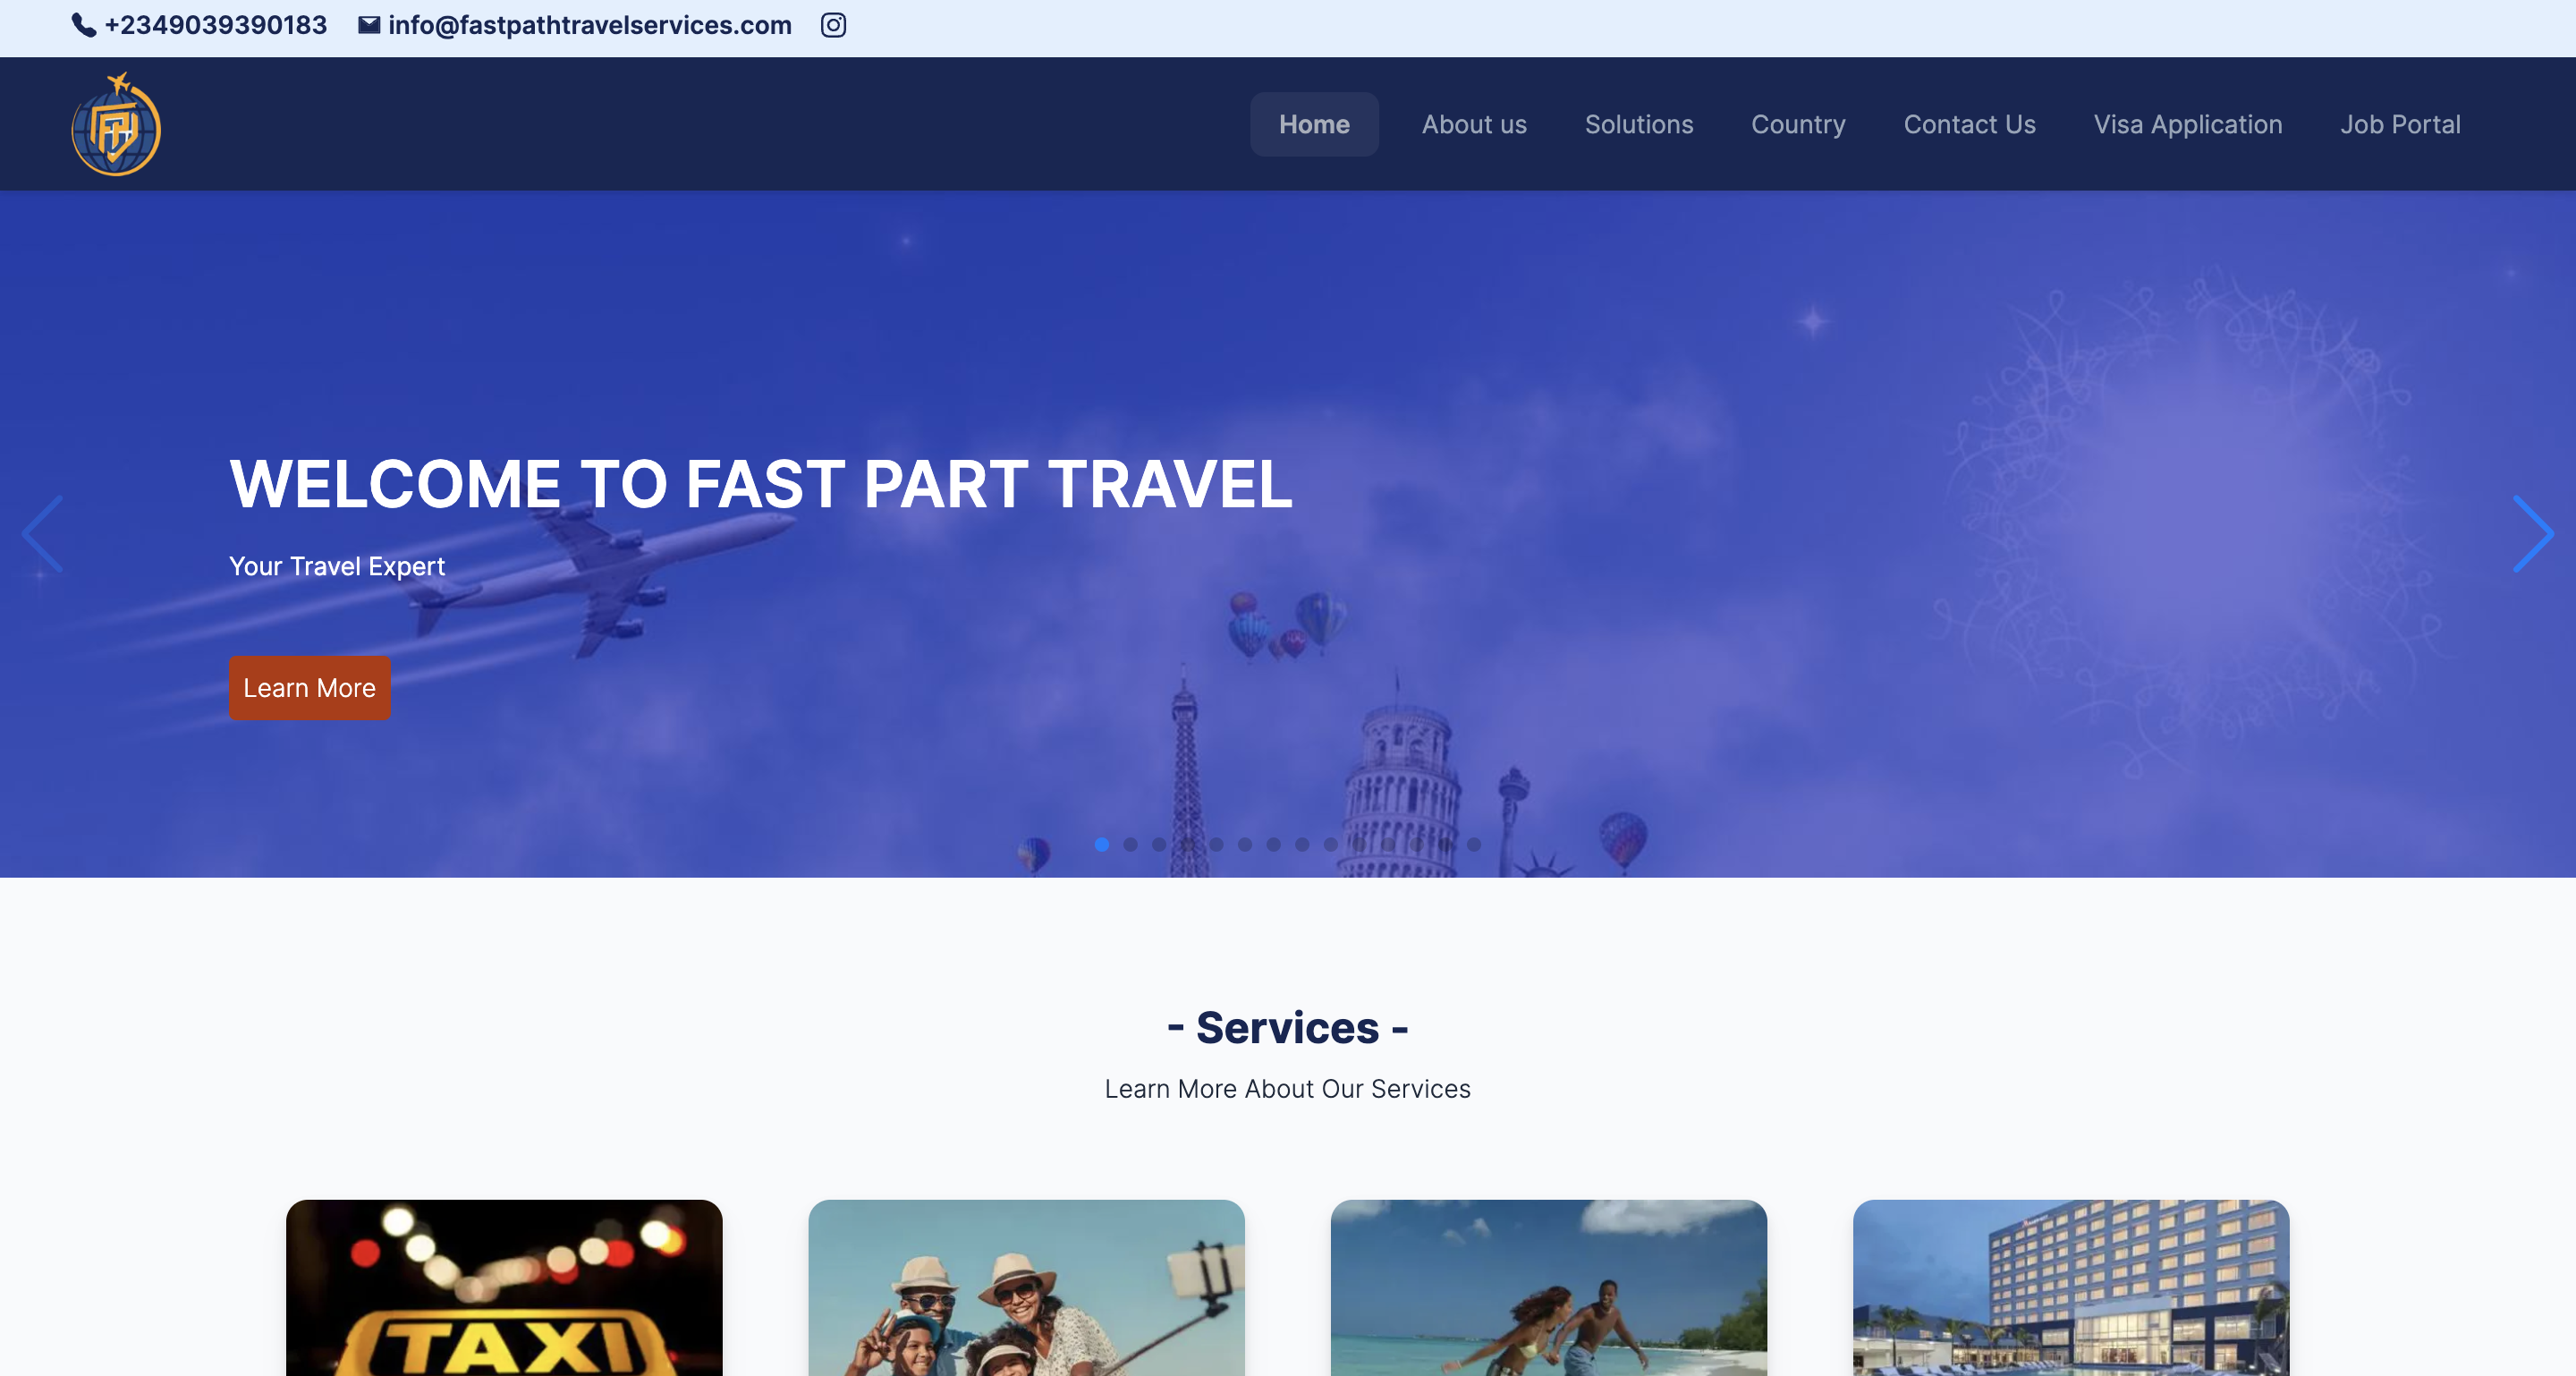 +2349039390183 info@fastpathtravelservices.com
Home About us Solutions Country Contact Us Visa Application Job Portal
WELCOME TO FAST PART TRAVEL
Your Travel Expert
Learn More
- Services -
Learn More About Our Services
TAXI